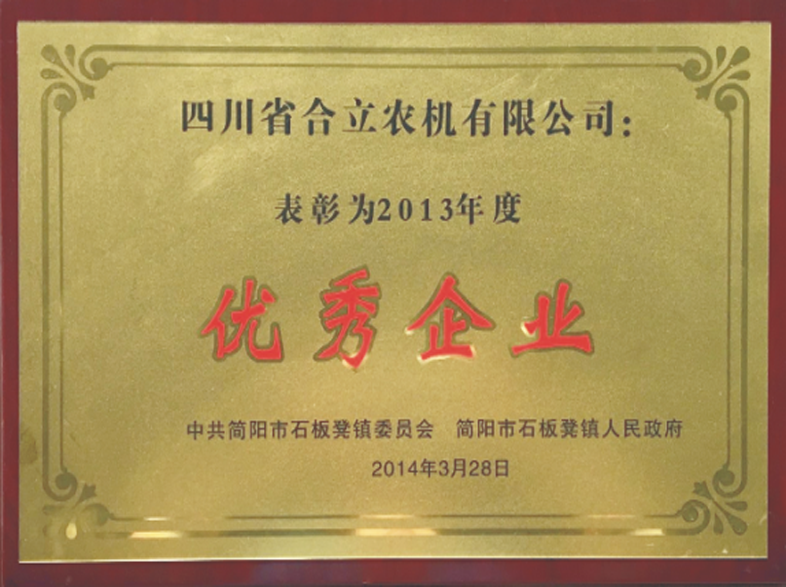 四川省合立农机有限公司：
表彰为2013年度
优秀企业
中共简阳市石板凳镇委员会　简阳市石板凳镇人民政府
2014年3月28日